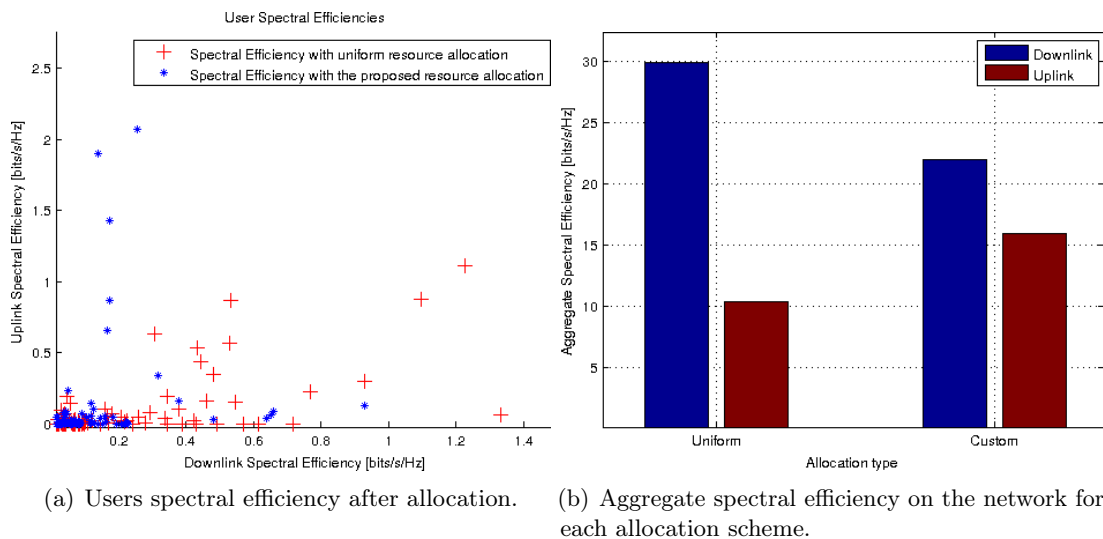 User Spectral Efficiencies
Spectral Efficiency with uniform resource allocation
Spectral Efficiency with the proposed resource allocation
2.5
2
1.5
1
0.5
0
0.2
0.4
0.6
0.8
1
1.2
1.4
Uplink Spectral Efficiency [bits/s/Hz]
Downlink Spectral Efficiency [bits/s/Hz]
(a) Users spectral efficiency after allocation.
Downlink
Uplink
30
25
20
15
10
5
Aggregate Spectral Efficiency [bits/s/Hz]
Uniform
Custom
Allocation type
(b) Aggregate spectral efficiency on the network for
each allocation scheme.